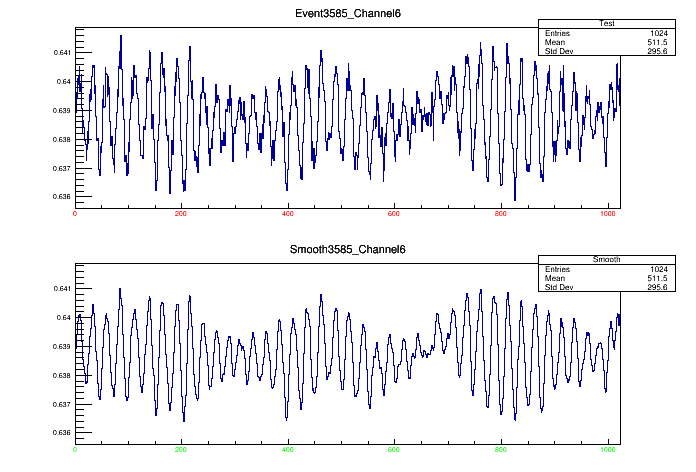 Event3585_Channel6
Test
Entries 1024
Mean 511.5
Std Dev 295.6
0.641
0.64
0.639
0.638
0.637
0.636
0 200 400 600 800 1000
Smooth3585_Channel6
Smooth
Entries 1024
Mean 511.5
Std Dev 295.6
0.641
0.64
0.639
0.638
0.637
0.636
0 200 400 600 800 1000